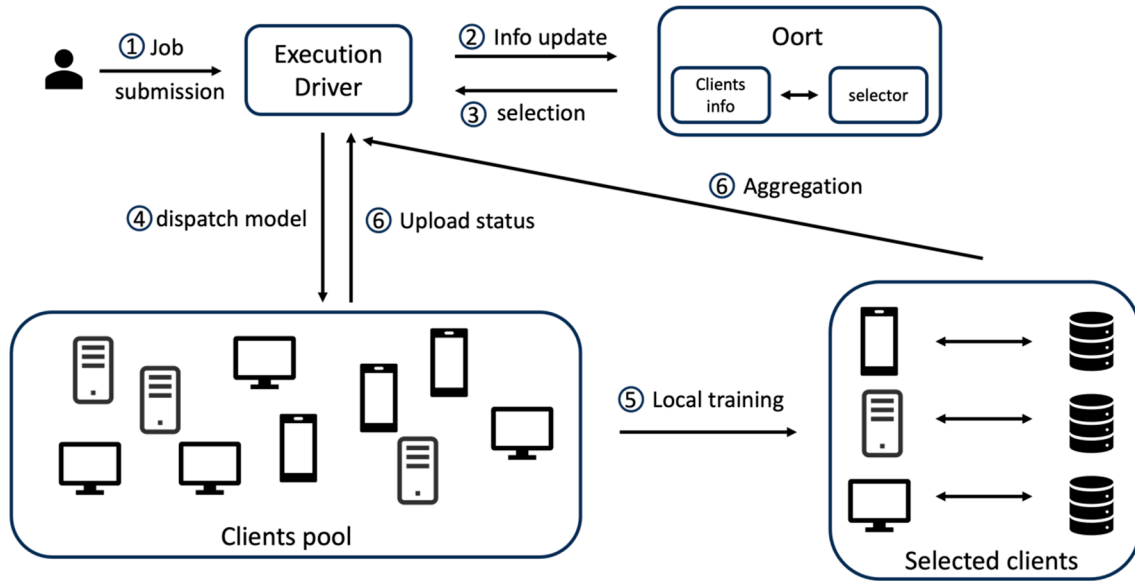 ① Job
submission
Execution
Driver
② Info update
③ selection
Oort
Clients
info
selector
④ dispatch model
⑥ Upload status
⑥ Aggregation
⑤ Local training
Clients pool
Selected clients